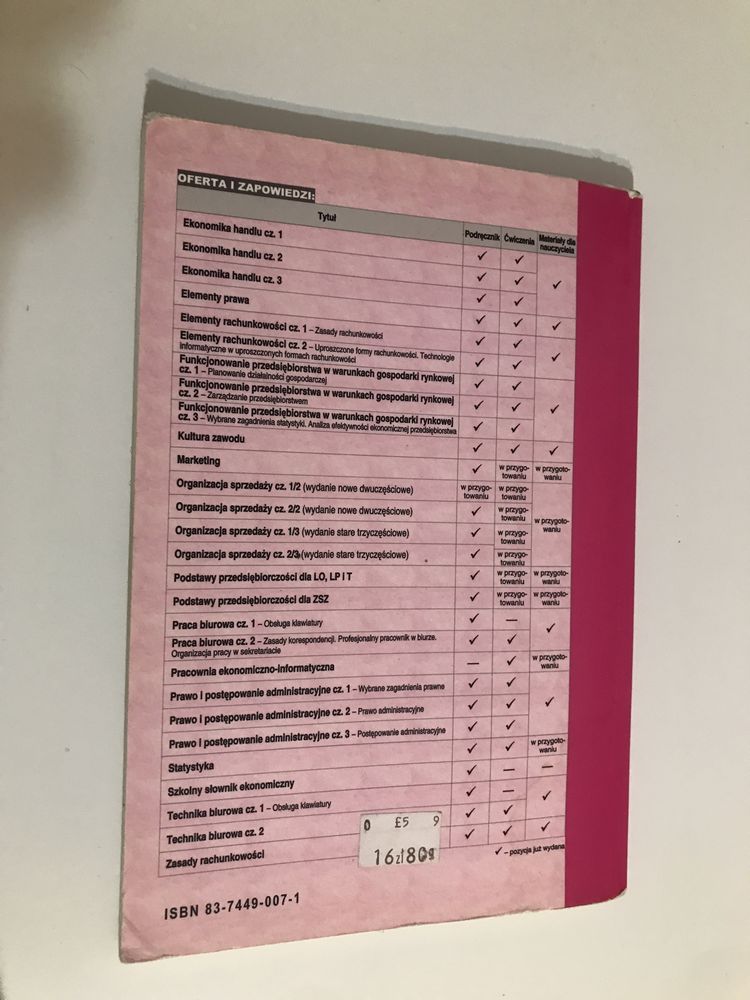 OFERTA I ZAPOWIEDZI:
Tytuł Podręcznik Ćwiczenia Materiały dla nauczyciela
Ekonomika handlu cz. 1 ✓ ✓ ✓
Ekonomika handlu cz. 2 ✓ ✓
Ekonomika handlu cz. 3 ✓ ✓
Elementy prawa ✓ ✓ ✓
Elementy rachunkowości cz. 1 – Zasady rachunkowości ✓ ✓ ✓
Elementy rachunkowości cz. 2 – Uproszczone formy rachunkowości. Technologie
informatyczne w uproszczonych formach rachunkowości ✓ ✓
Funkcjonowanie przedsiębiorstwa w warunkach gospodarki rynkowej
cz. 1 – Planowanie działalności gospodarczej ✓ ✓ ✓
Funkcjonowanie przedsiębiorstwa w warunkach gospodarki rynkowej
cz. 2 – Zarządzanie przedsiębiorstwem ✓ ✓
Funkcjonowanie przedsiębiorstwa w warunkach gospodarki rynkowej
cz. 3 – Wybrane zagadnienia statystyki. Analiza efektywności ekonomicznej przedsiębiorstwa ✓ ✓
Kultura zawodu ✓ ✓ ✓
Marketing ✓ w przygotowaniu w przygotowaniu
Organizacja sprzedaży cz. 1/2 (wydanie nowe dwuczęściowe) w przygotowaniu w przygotowaniu w przygotowaniu
Organizacja sprzedaży cz. 2/2 (wydanie nowe dwuczęściowe) ✓ w przygotowaniu
Organizacja sprzedaży cz. 1/3 (wydanie stare trzyczęściowe) ✓ w przygotowaniu
Organizacja sprzedaży cz. 2/3 (wydanie stare trzyczęściowe) ✓ w przygotowaniu
Podstawy przedsiębiorczości dla LO, LP i T ✓ w przygotowaniu w przygotowaniu
Podstawy przedsiębiorczości dla ZSZ ✓ w przygotowaniu w przygotowaniu
Praca biurowa cz. 1 – Obsługa klawiatury ✓ — ✓
Praca biurowa cz. 2 – Zasady korespondencji. Profesjonalny pracownik w biurze.
Organizacja pracy w sekretariacie ✓ ✓
Pracownia ekonomiczno-informatyczna — ✓ w przygotowaniu
Prawo i postępowanie administracyjne cz. 1 – Wybrane zagadnienia prawne ✓ ✓ ✓
Prawo i postępowanie administracyjne cz. 2 – Prawo administracyjne ✓ ✓
Prawo i postępowanie administracyjne cz. 3 – Postępowanie administracyjne ✓ ✓
Statystyka ✓ ✓ w przygotowaniu
Szkolny słownik ekonomiczny ✓ — —
Technika biurowa cz. 1 – Obsługa klawiatury ✓ — ✓
Technika biurowa cz. 2 ✓ ✓
Zasady rachunkowości ✓ ✓ ✓
✓ – pozycja już wydana
0 £5 9
16zł80g
ISBN 83-7449-007-1